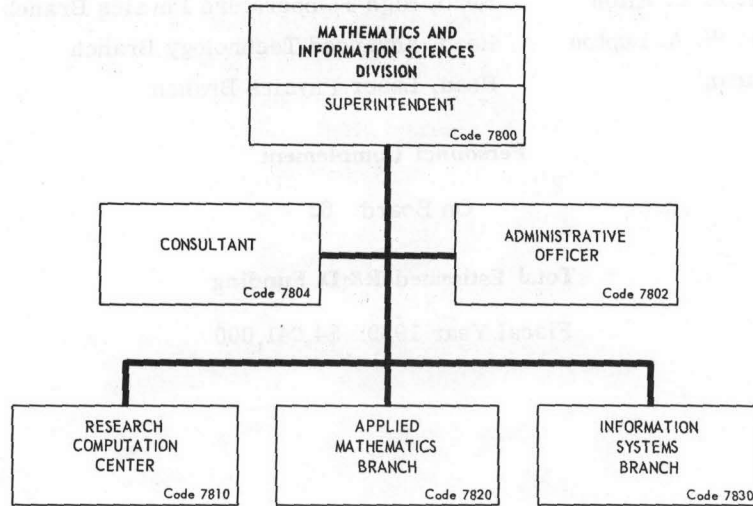 MATHEMATICS AND
INFORMATION SCIENCES
DIVISION
SUPERINTENDENT
Code 7800
CONSULTANT
Code 7804
ADMINISTRATIVE
OFFICER
Code 7802
RESEARCH
COMPUTATION
CENTER
Code 7810
APPLIED
MATHEMATICS
BRANCH
Code 7820
INFORMATION
SYSTEMS
BRANCH
Code 7830